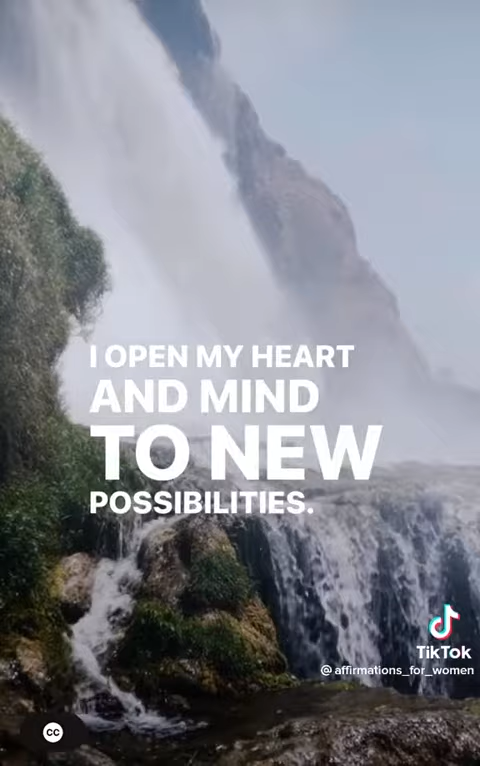 I OPEN MY HEART
AND MIND
TO NEW
POSSIBILITIES.
TikTok
@ affirmations_for_women
CC